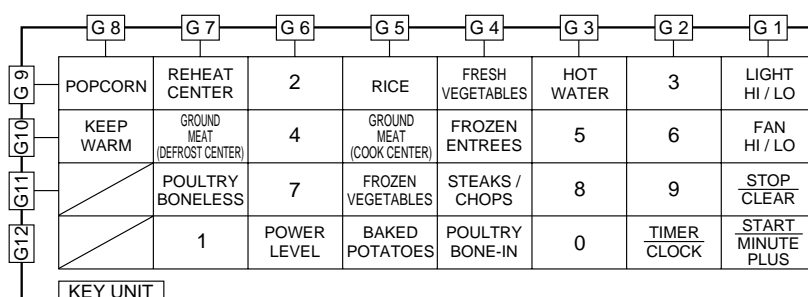 G 8 G 7 G 6 G 5 G 4 G 3 G 2 G 1
G 9 POPCORN REHEAT CENTER 2 RICE FRESH VEGETABLES HOT WATER 3 LIGHT HI / LO
G10 KEEP WARM GROUND MEAT (DEFROST CENTER) 4 GROUND MEAT (COOK CENTER) FROZEN ENTREES 5 6 FAN HI / LO
G11 POULTRY BONELESS 7 FROZEN VEGETABLES STEAKS / CHOPS 8 9 STOP CLEAR
G12 1 POWER LEVEL BAKED POTATOES POULTRY BONE-IN 0 TIMER CLOCK START MINUTE PLUS
KEY UNIT